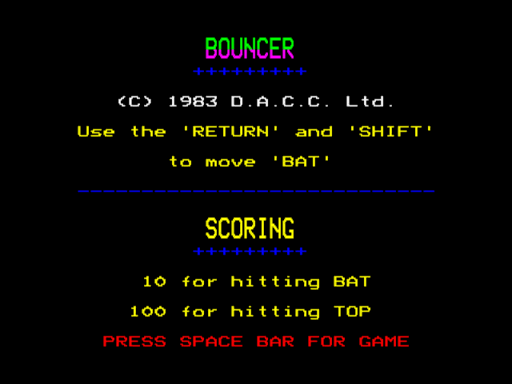 BOUNCER
+++++++++
(C) 1983 D.A.C.C. Ltd.
Use the 'RETURN' and 'SHIFT'
to move 'BAT'
----------------------------
SCORING
+++++++++
10 for hitting BAT
100 for hitting TOP
PRESS SPACE BAR FOR GAME